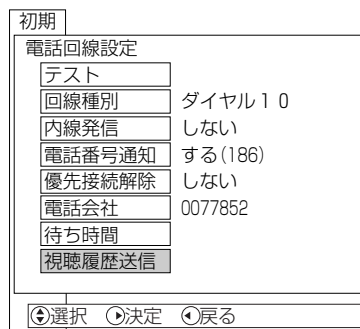 初期
電話回線設定
テスト
回線種別 ダイヤル１０
内線発信 しない
電話番号通知 する(186)
優先接続解除 しない
電話会社 0077852
待ち時間
視聴履歴送信
選択 決定 戻る